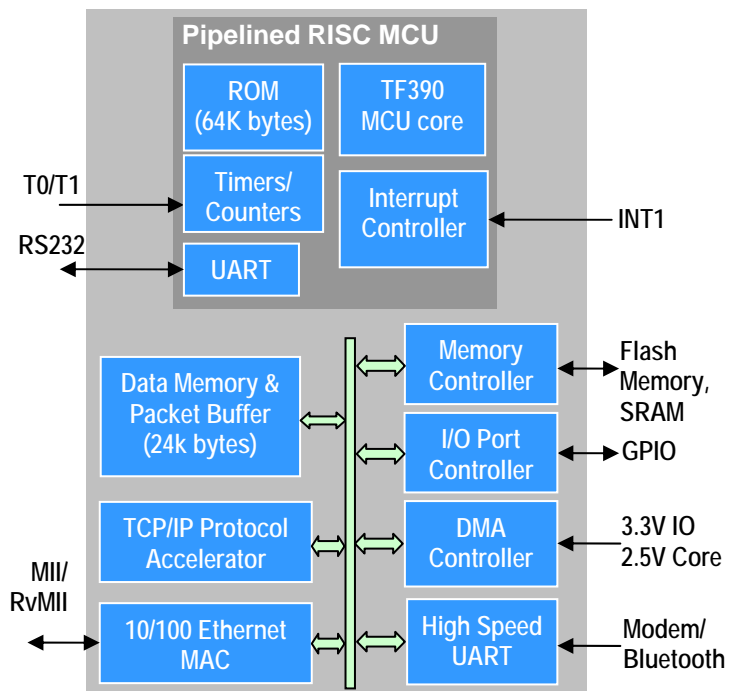 Pipelined RISC MCU
ROM
(64K bytes)
TF390
MCU core
T0/T1
Timers/
Counters
Interrupt
Controller
INT1
RS232
UART
Data Memory &
Packet Buffer
(24k bytes)
Memory
Controller
Flash
Memory,
SRAM
I/O Port
Controller
GPIO
TCP/IP Protocol
Accelerator
DMA
Controller
3.3V IO
2.5V Core
MII/
RvMII
10/100 Ethernet
MAC
High Speed
UART
Modem/
Bluetooth